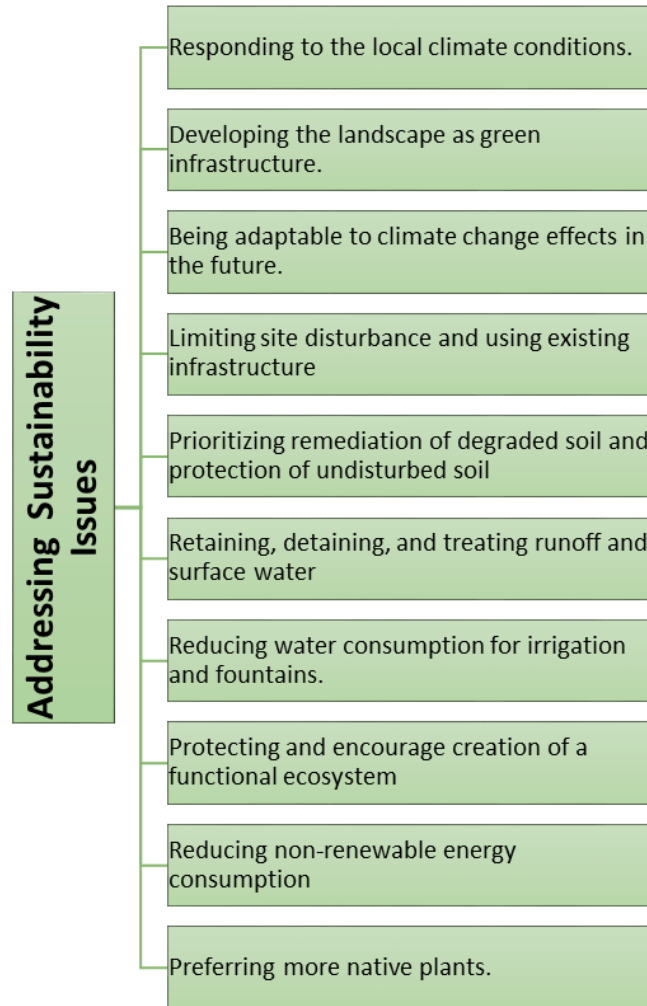 Addressing Sustainability
Issues
Responding to the local climate conditions.
Developing the landscape as green
infrastructure.
Being adaptable to climate change effects in
the future.
Limiting site disturbance and using existing
infrastructure
Prioritizing remediation of degraded soil and
protection of undisturbed soil
Retaining, detaining, and treating runoff and
surface water
Reducing water consumption for irrigation
and fountains.
Protecting and encourage creation of a
functional ecosystem
Reducing non-renewable energy
consumption
Preferring more native plants.